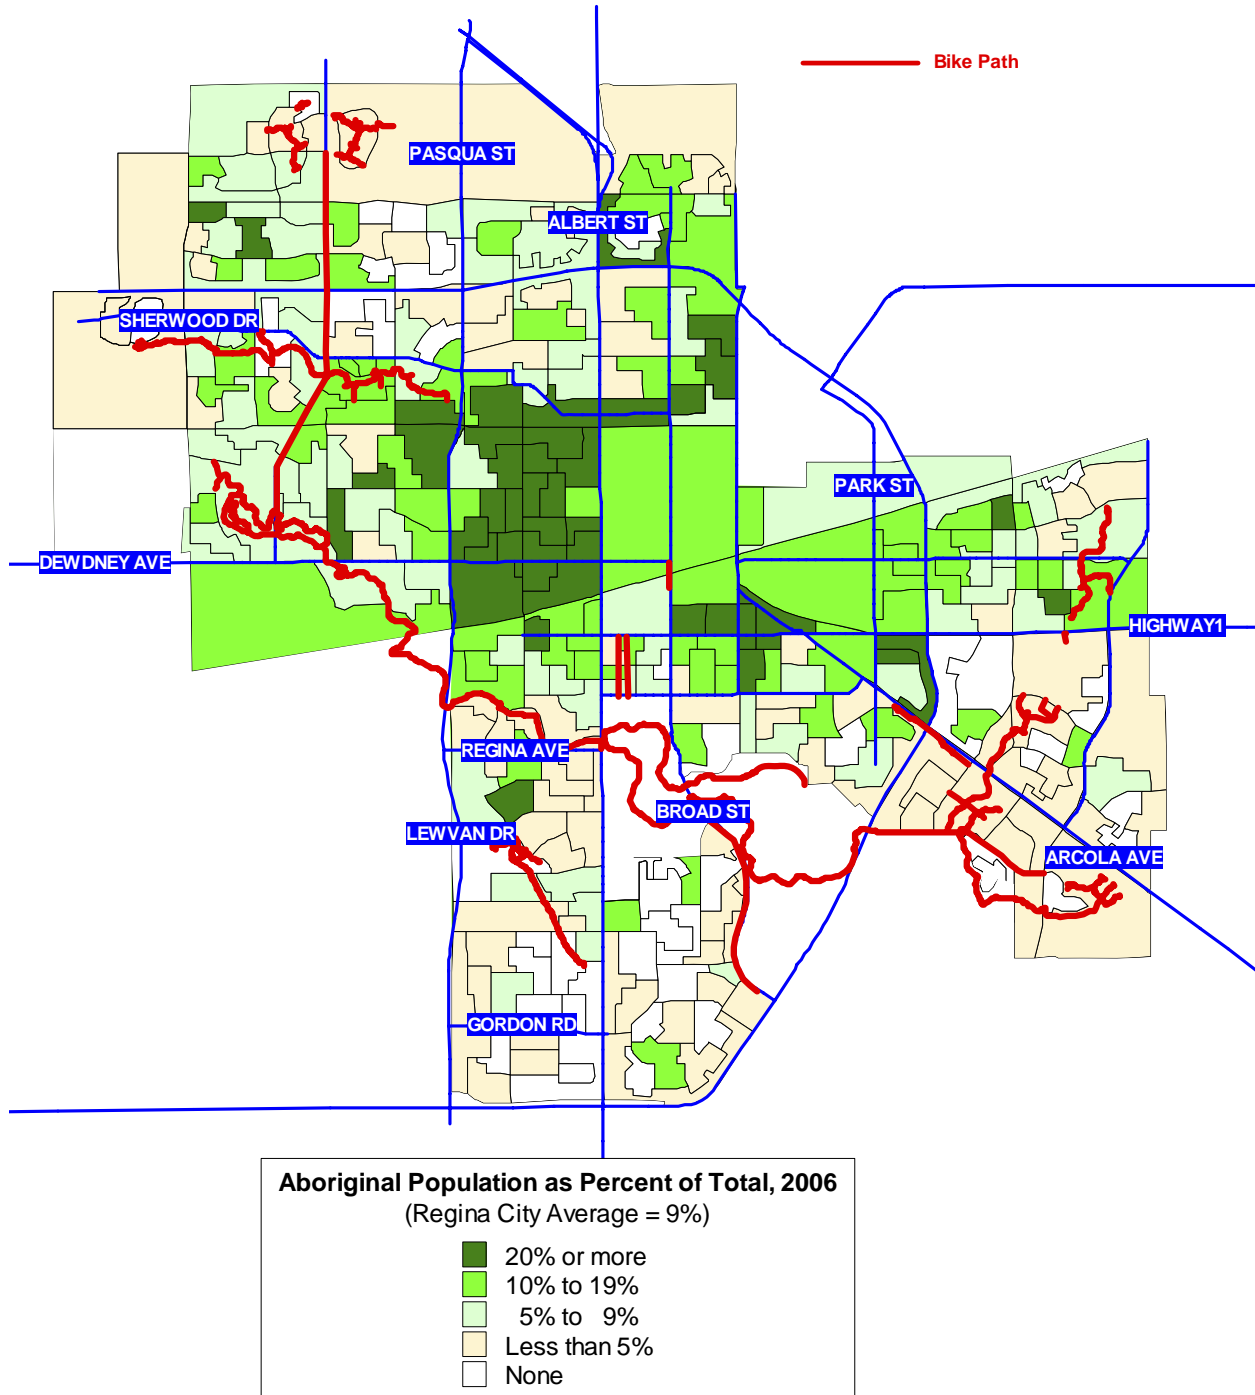 Bike Path
PASQUA ST
ALBERT ST
SHERWOOD DR
PARK ST
DEWDNEY AVE
HIGHWAY1
REGINA AVE
BROAD ST
LEWVAN DR
ARCOLA AVE
GORDON RD
Aboriginal Population as Percent of Total, 2006
(Regina City Average = 9%)
20% or more
10% to 19%
5% to 9%
Less than 5%
None